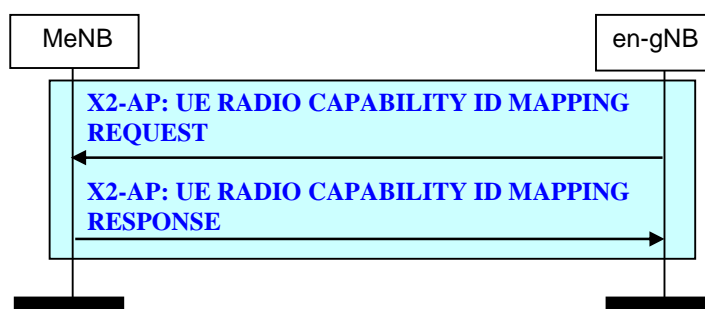 MeNB
en-gNB
X2-AP: UE RADIO CAPABILITY ID MAPPING
REQUEST
X2-AP: UE RADIO CAPABILITY ID MAPPING
RESPONSE